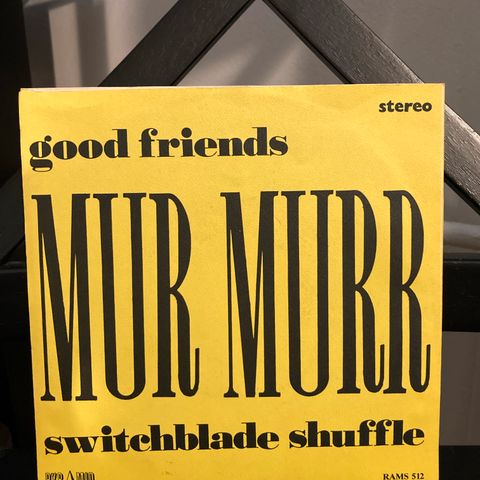 stereo
good friends
MUR MURR
switchblade shuffle
RAMS 512